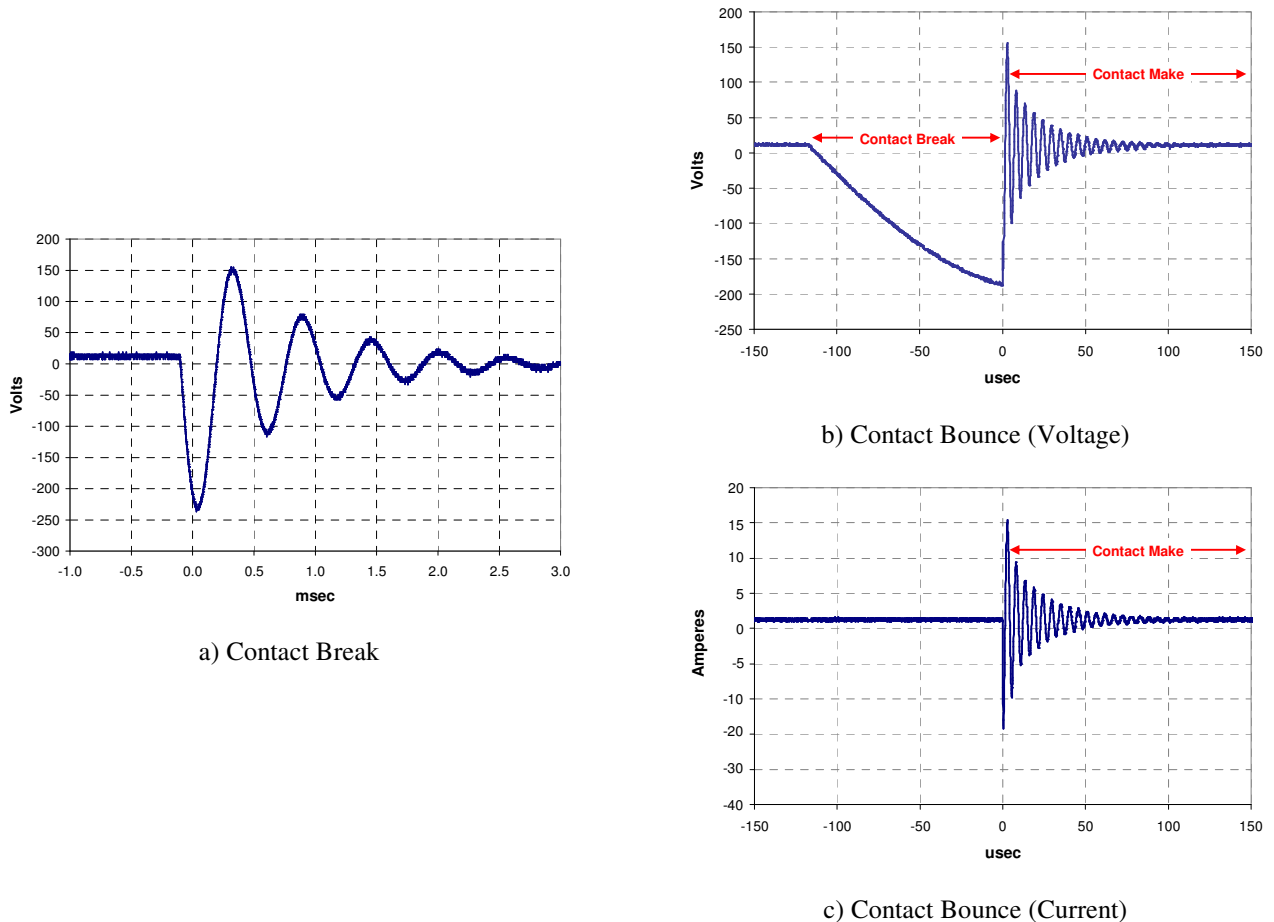 200
150
100
50
0
-50
-100
-150
-200
-250
-300
Volts
-1.0 -0.5 0.0 0.5 1.0 1.5 2.0 2.5 3.0
msec
a) Contact Break
200
150
100
50
0
-50
-100
-150
-200
-250
Volts
Contact Make
Contact Break
-150 -100 -50 0 50 100 150
usec
b) Contact Bounce (Voltage)
20
15
10
5
0
-5
-10
-20
-30
-40
Amperes
Contact Make
-150 -100 -50 0 50 100 150
usec
c) Contact Bounce (Current)